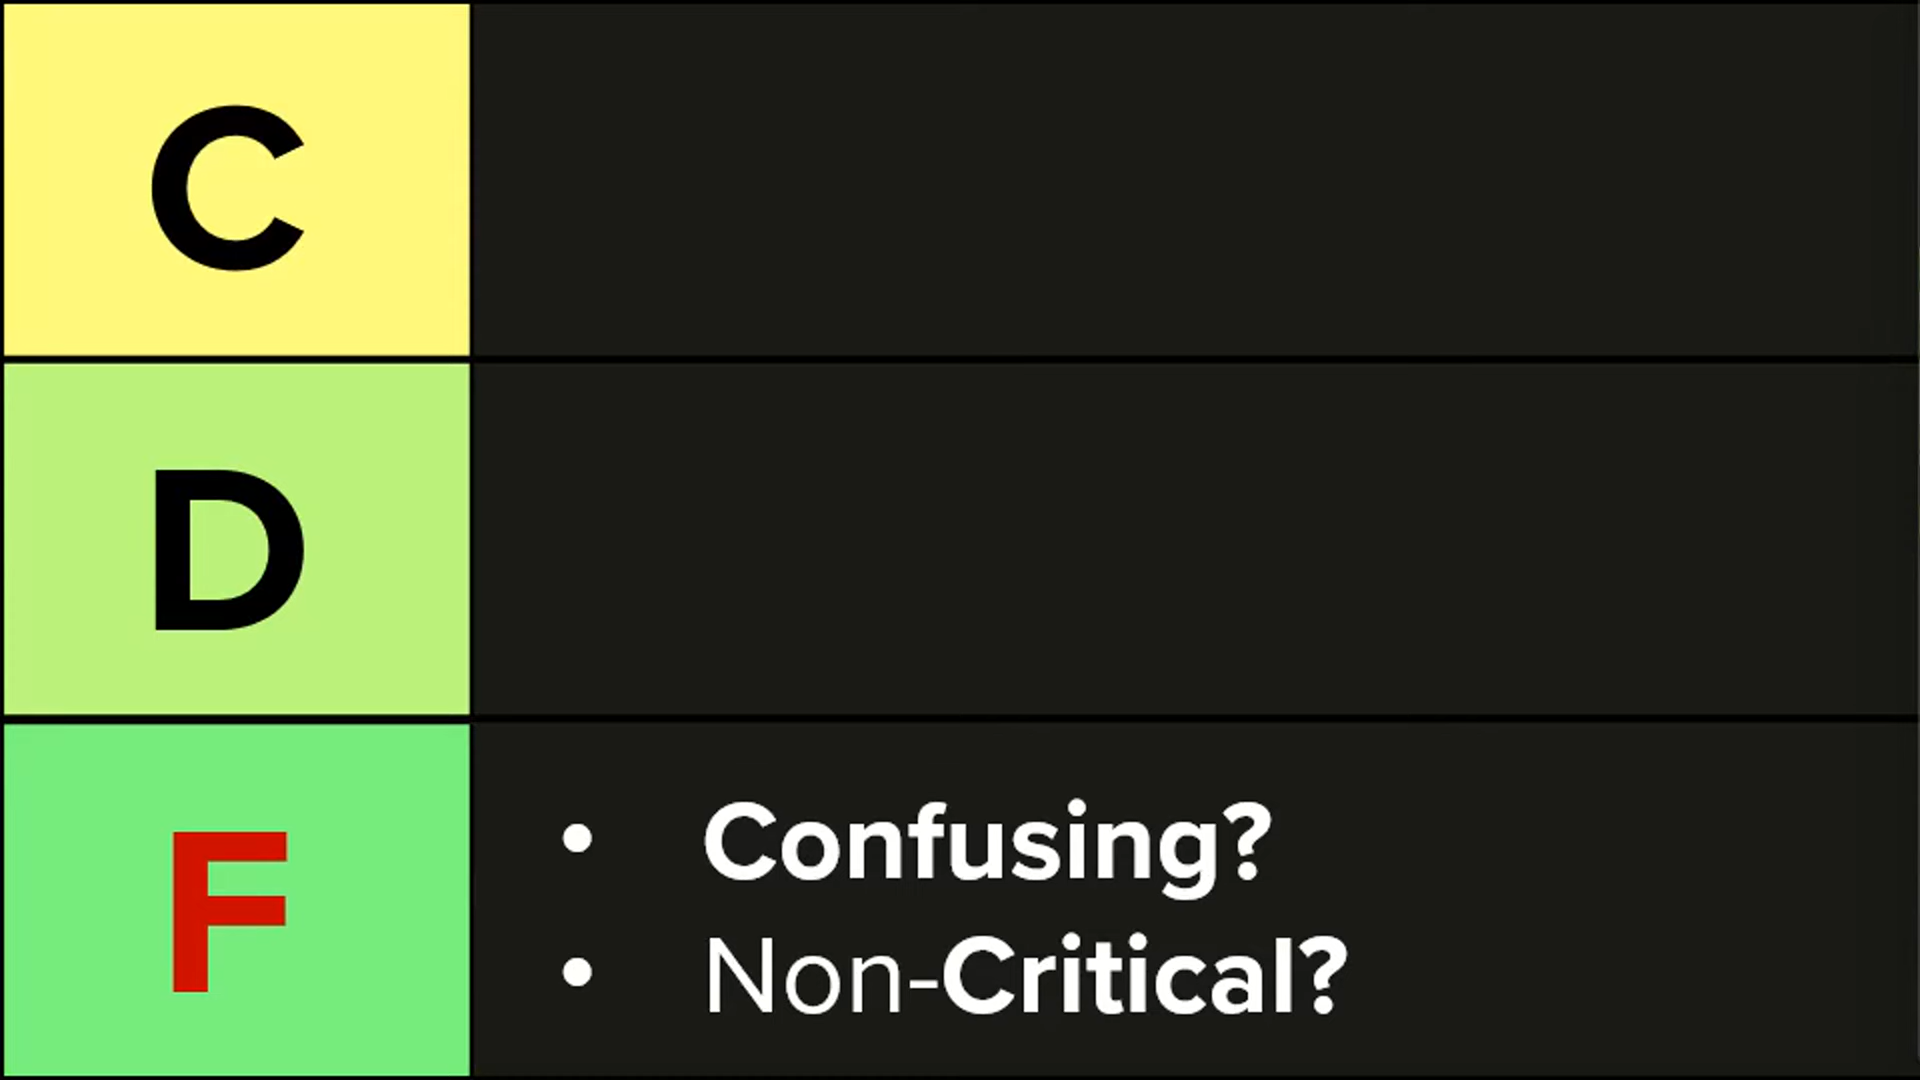 C
D
F
• Confusing?
• Non-Critical?